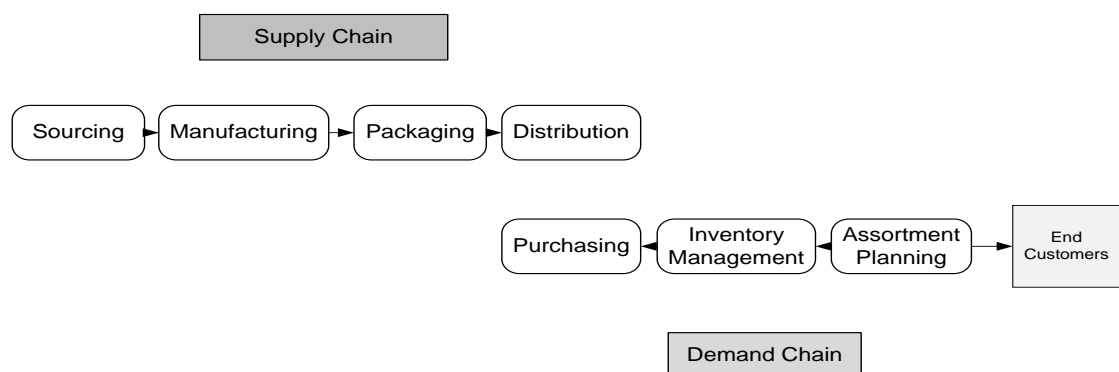 Supply Chain
Sourcing
Manufacturing
Packaging
Distribution
Purchasing
Inventory
Management
Assortment
Planning
End
Customers
Demand Chain